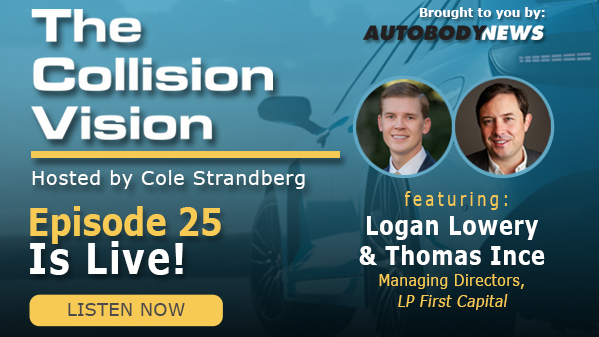 The
Collision
Vision
Hosted by Cole Strandberg
Episode 25
Is Live!
LISTEN NOW
Brought to you by:
AUTOBODYNEWS
featuring:
Logan Lowery
& Thomas Ince
Managing Directors,
LP First Capital